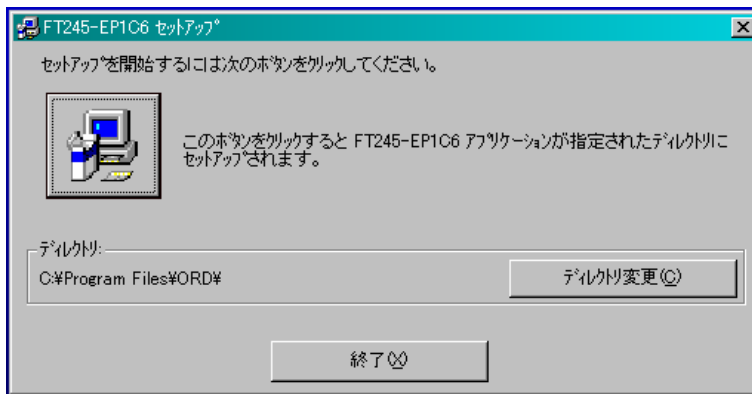 FT245-EP1C6 ｾｯﾄｱｯﾌﾟ
ｾｯﾄｱｯﾌﾟを開始するには次のﾎﾞﾀﾝをｸﾘｯｸしてください。
このﾎﾞﾀﾝをｸﾘｯｸすると FT245-EP1C6 ｱﾌﾟﾘｹｰｼｮﾝが指定されたﾃﾞｨﾚｸﾄﾘに
ｾｯﾄｱｯﾌﾟされます。
ﾃﾞｨﾚｸﾄﾘ:
C:¥Program Files¥ORD¥
ﾃﾞｨﾚｸﾄﾘ変更(C)
終了(X)